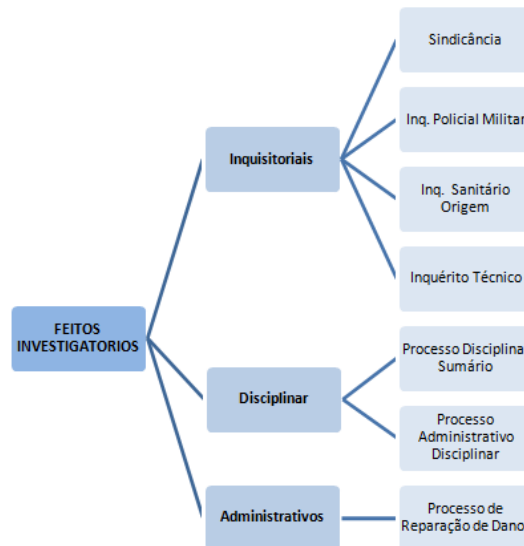 Sindicância
Inq. Policial Militar
Inquisitoriais
Inq. Sanitário
Origem
Inquérito Técnico
FEITOS
INVESTIGATORIOS
Processo Disciplina
Sumário
Disciplinar
Processo
Administrativo
Disciplinar
Administrativos
Processo de
Reparação de Dano